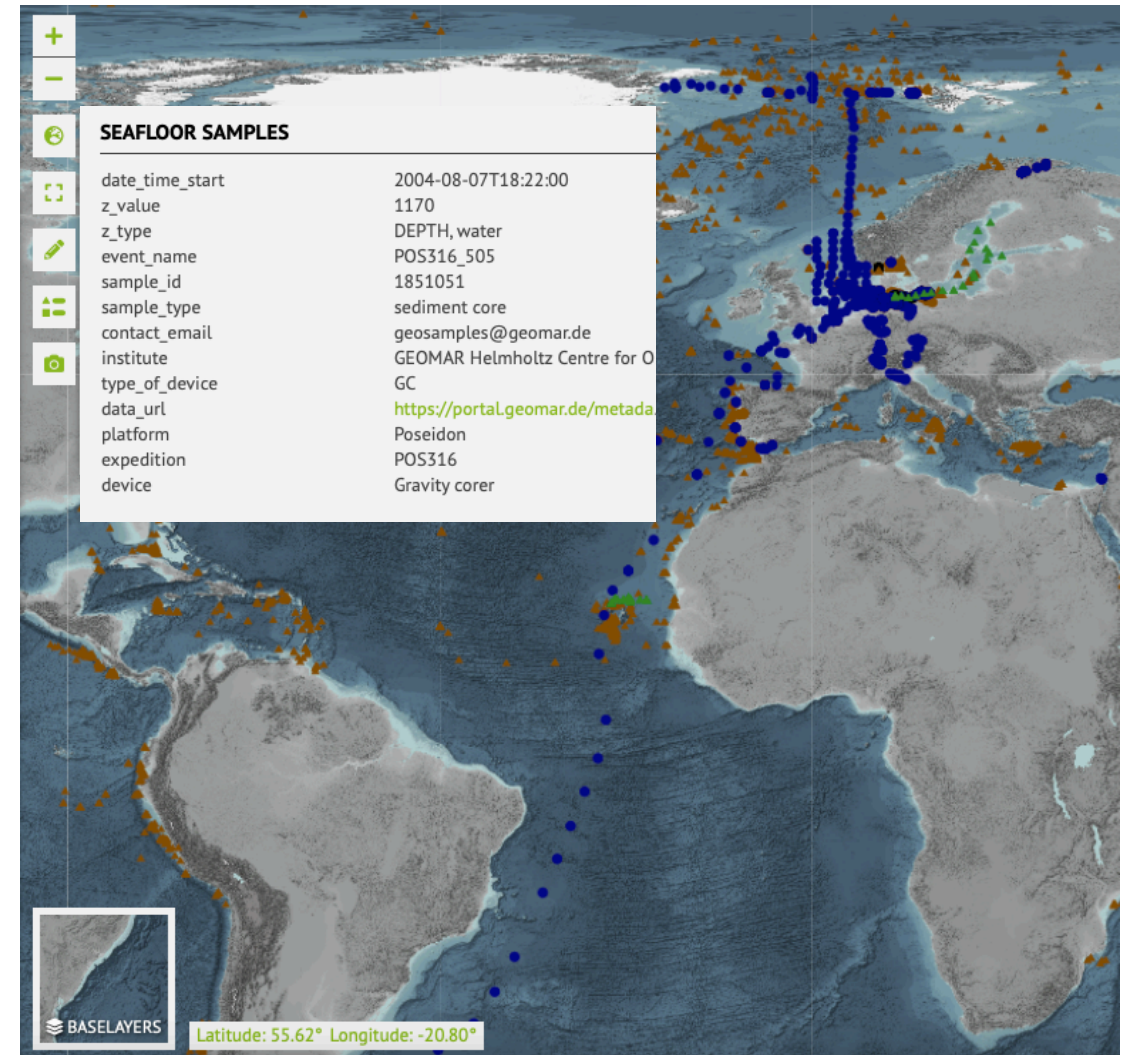 +
−
SEAFLOOR SAMPLES
date_time_start 2004-08-07T18:22:00
z_value 1170
z_type DEPTH, water
event_name POS316_505
sample_id 1851051
sample_type sediment core
contact_email geosamples@geomar.de
institute GEOMAR Helmholtz Centre for O
type_of_device GC
data_url https://portal.geomar.de/metada.
platform Poseidon
expedition POS316
device Gravity corer
BASELAYERS
Latitude: 55.62° Longitude: -20.80°